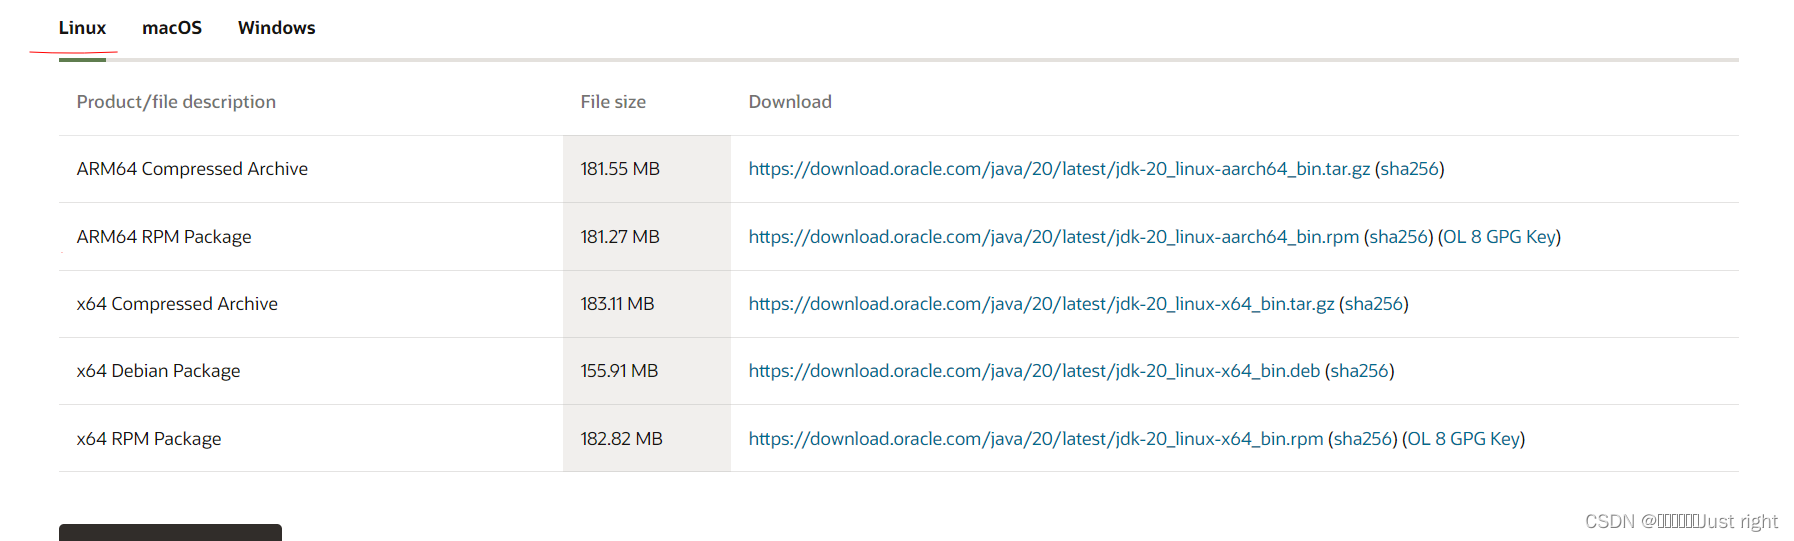 Linux macOS Windows
Product/file description File size Download
ARM64 Compressed Archive 181.55 MB https://download.oracle.com/java/20/latest/jdk-20_linux-aarch64_bin.tar.gz (sha256)
ARM64 RPM Package 181.27 MB https://download.oracle.com/java/20/latest/jdk-20_linux-aarch64_bin.rpm (sha256) (OL 8 GPG Key)
x64 Compressed Archive 183.11 MB https://download.oracle.com/java/20/latest/jdk-20_linux-x64_bin.tar.gz (sha256)
x64 Debian Package 155.91 MB https://download.oracle.com/java/20/latest/jdk-20_linux-x64_bin.deb (sha256)
x64 RPM Package 182.82 MB https://download.oracle.com/java/20/latest/jdk-20_linux-x64_bin.rpm (sha256) (OL 8 GPG Key)
CSDN @Just right